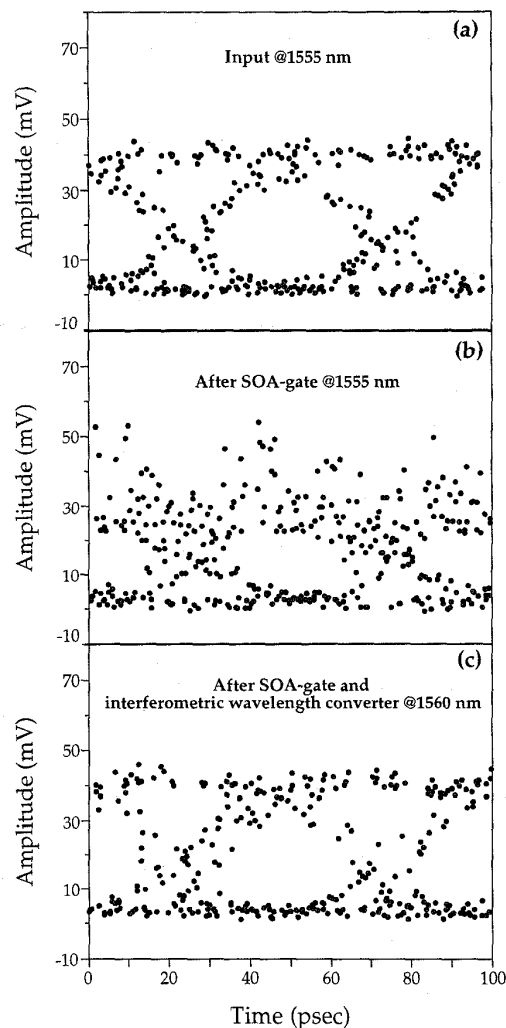 (a)
Input @1555 nm
70
50
30
10
-10
Amplitude (mV)
(b)
After SOA-gate @1555 nm
70
50
30
10
-10
Amplitude (mV)
(c)
After SOA-gate and
interferometric wavelength converter @1560 nm
70
50
30
10
-10
Amplitude (mV)
0 20 40 60 80 100
Time (psec)